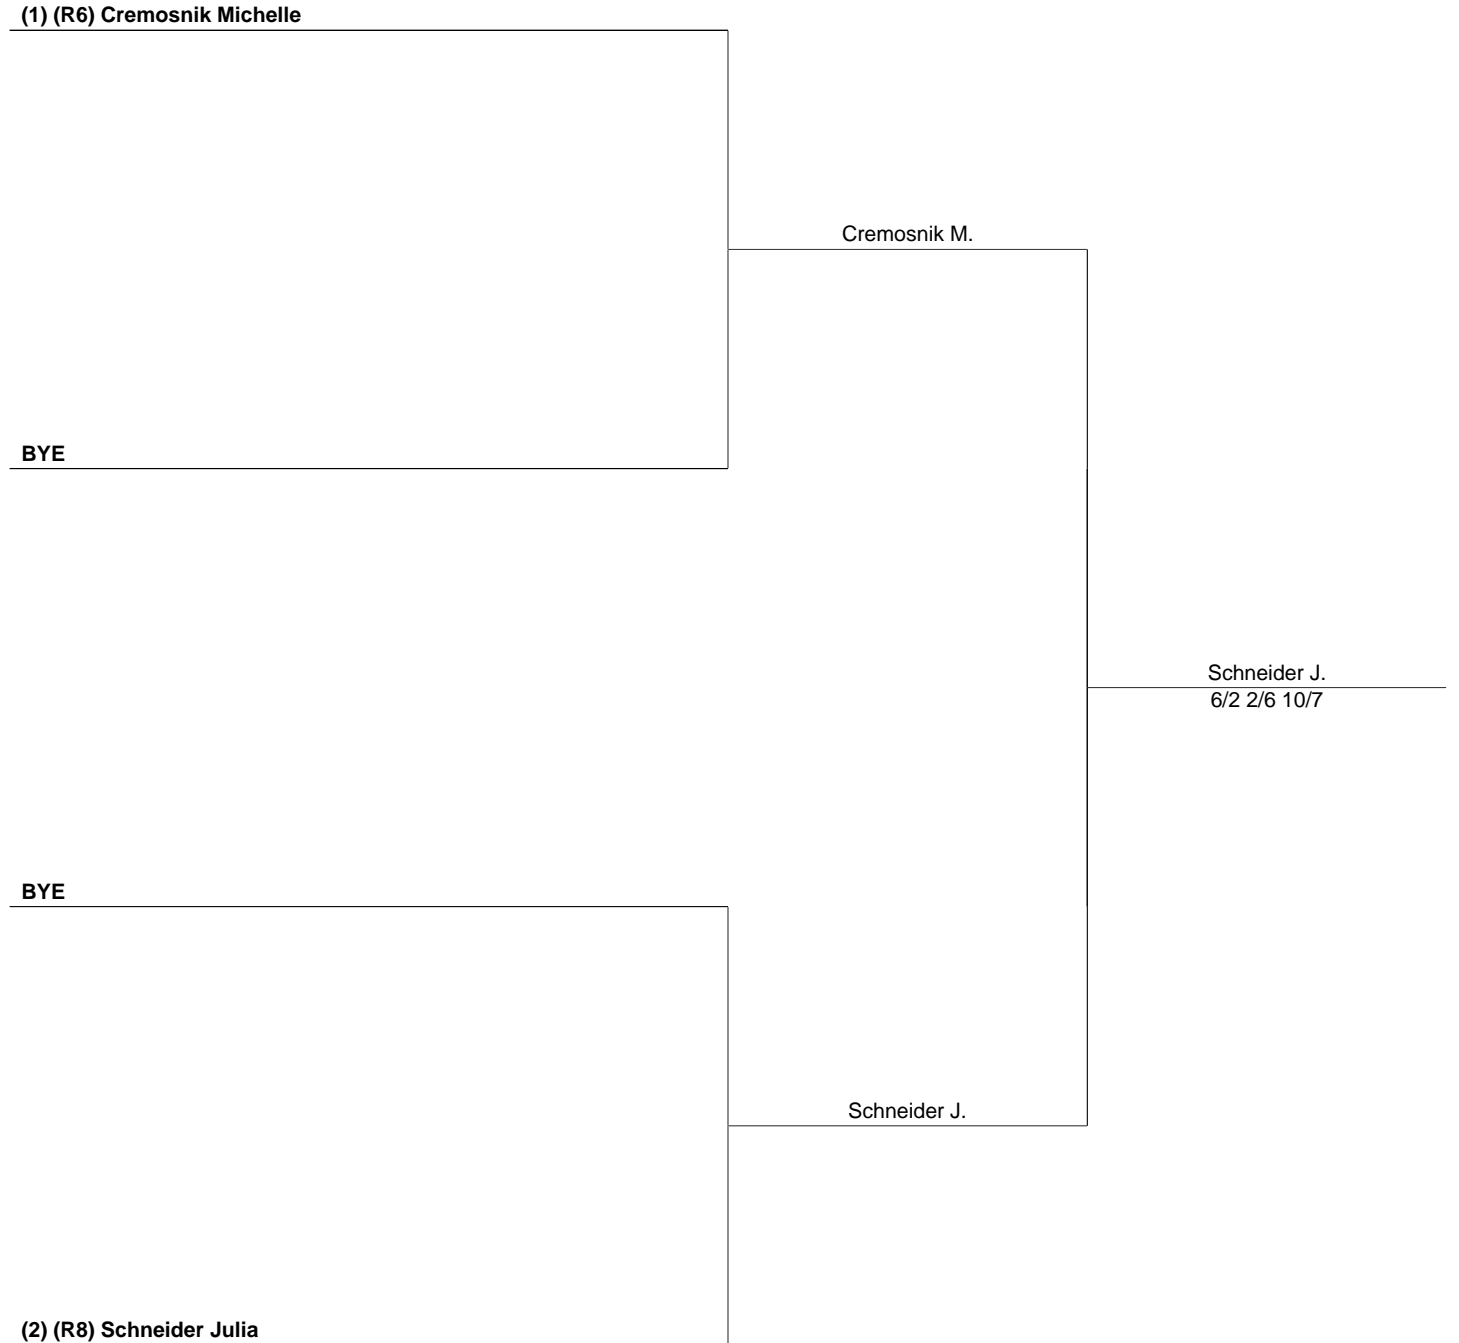 (1) (R6) Cremosnik Michelle
Cremosnik M.
BYE
Schneider J.
6/2 2/6 10/7
BYE
Schneider J.
(2) (R8) Schneider Julia